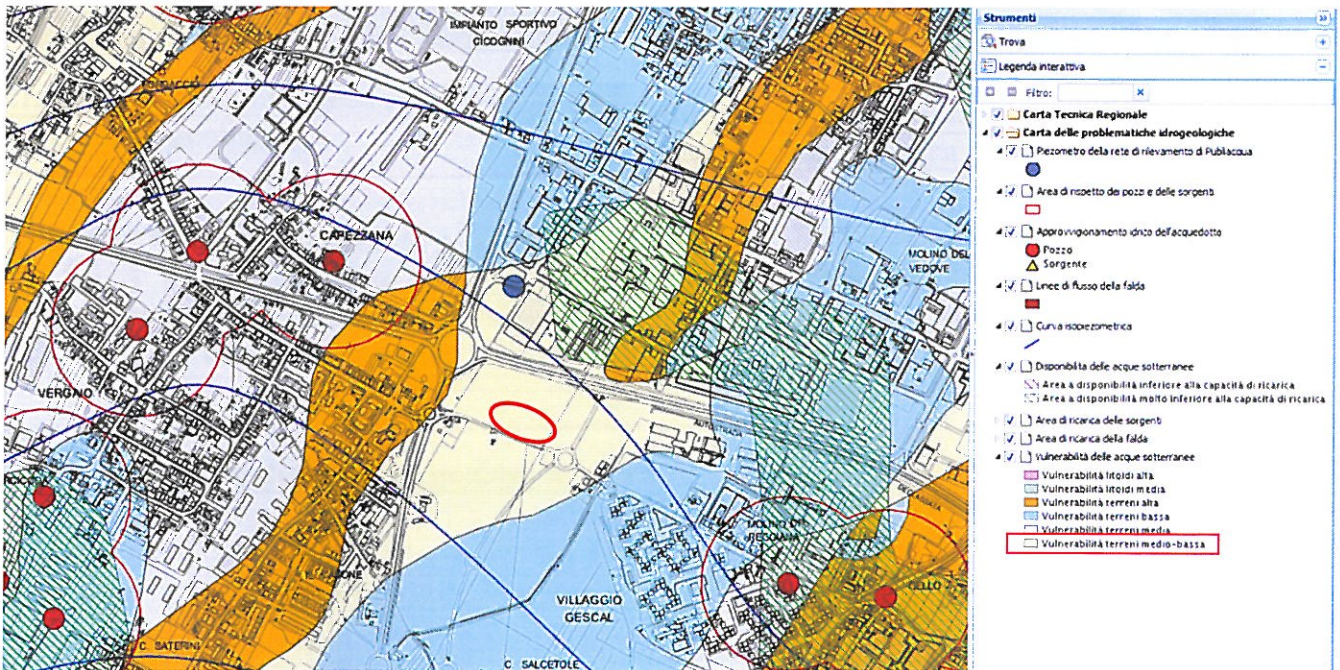 IMPIANTO SPORTIVO
CICOGNINI
CAPEZZANA
MOLINO DEL
VEDOVE
VERGAIO
AUTOSTRADA
VILLAGGIO
GESCAL
GELLO
C. SATERINI
C. SALCETOLE
Strumenti
Trova
Legenda interattiva
Filtro:
Carta Tecnica Regionale
Carta delle problematiche idrogeologiche
Piezometro della rete di rilevamento di Publiacqua
Area di rispetto dei pozzi e delle sorgenti
Approvvigionamento idrico dell'acquedotto
Pozzo
Sorgente
Linee di flusso della falda
Curva isopiezometrica
Disponibilità delle acque sotterranee
Area a disponibilità inferiore alla capacità di ricarica
Area a disponibilità molto inferiore alla capacità di ricarica
Area di ricarica delle sorgenti
Area di ricarica della falda
Vulnerabilità delle acque sotterranee
Vulnerabilità litoidi alta
Vulnerabilità litoidi media
Vulnerabilità terreni alta
Vulnerabilità terreni bassa
Vulnerabilità terreni media
Vulnerabilità terreni medio-bassa